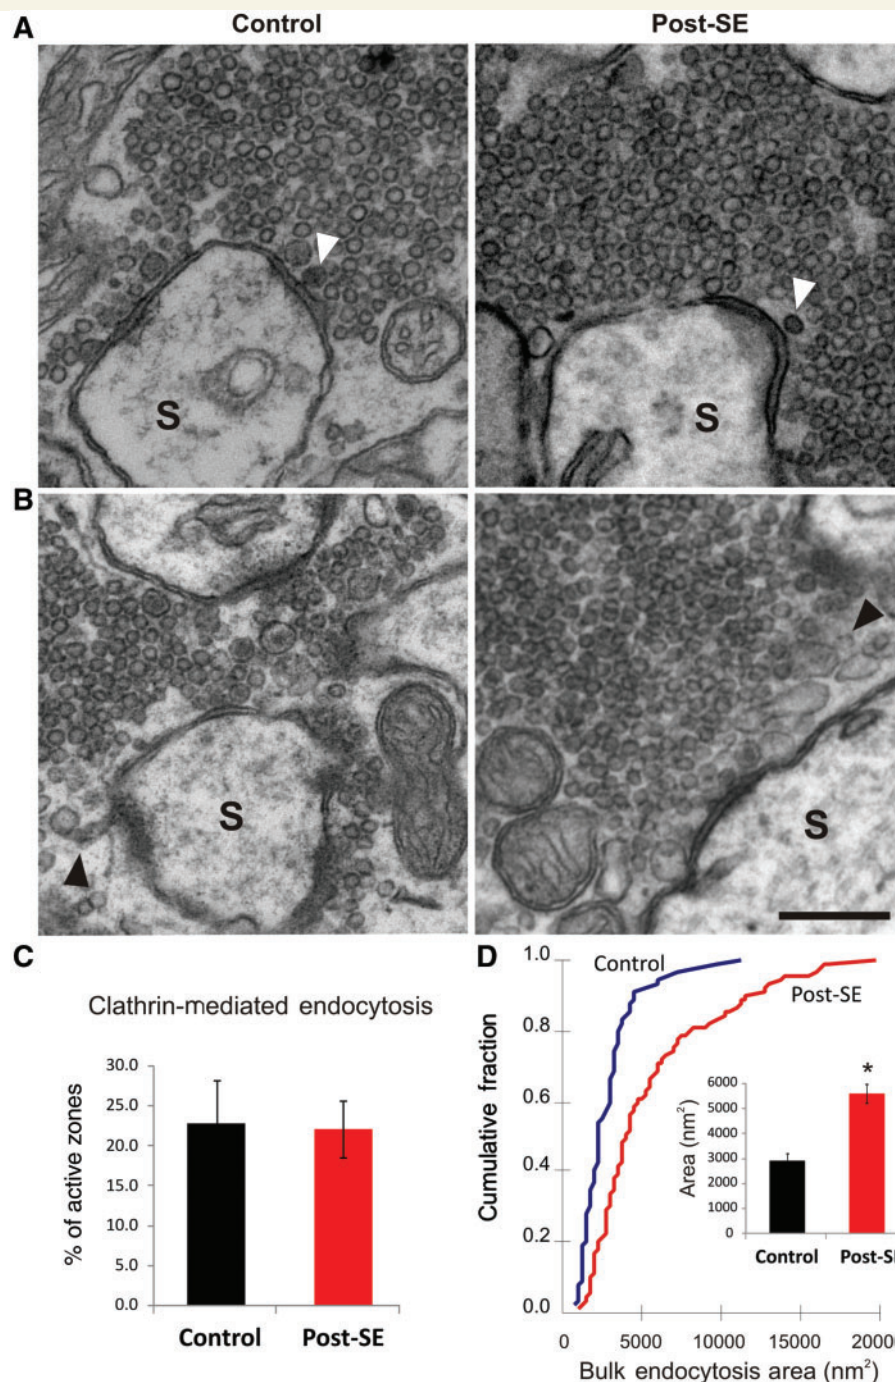 A
Control
Post-SE
S
S
B
S
S
C
Clathrin-mediated endocytosis
% of active zones
30.0
25.0
20.0
15.0
10.0
5.0
0.0
Control
Post-SE
D
Cumulative fraction
1.0
0.8
0.6
0.4
0.2
0.0
Control
Post-SE
Area (nm²)
6000
5000
4000
3000
2000
1000
0
*
Control
Post-SE
0
5000
10000
15000
2000
Bulk endocytosis area (nm²)